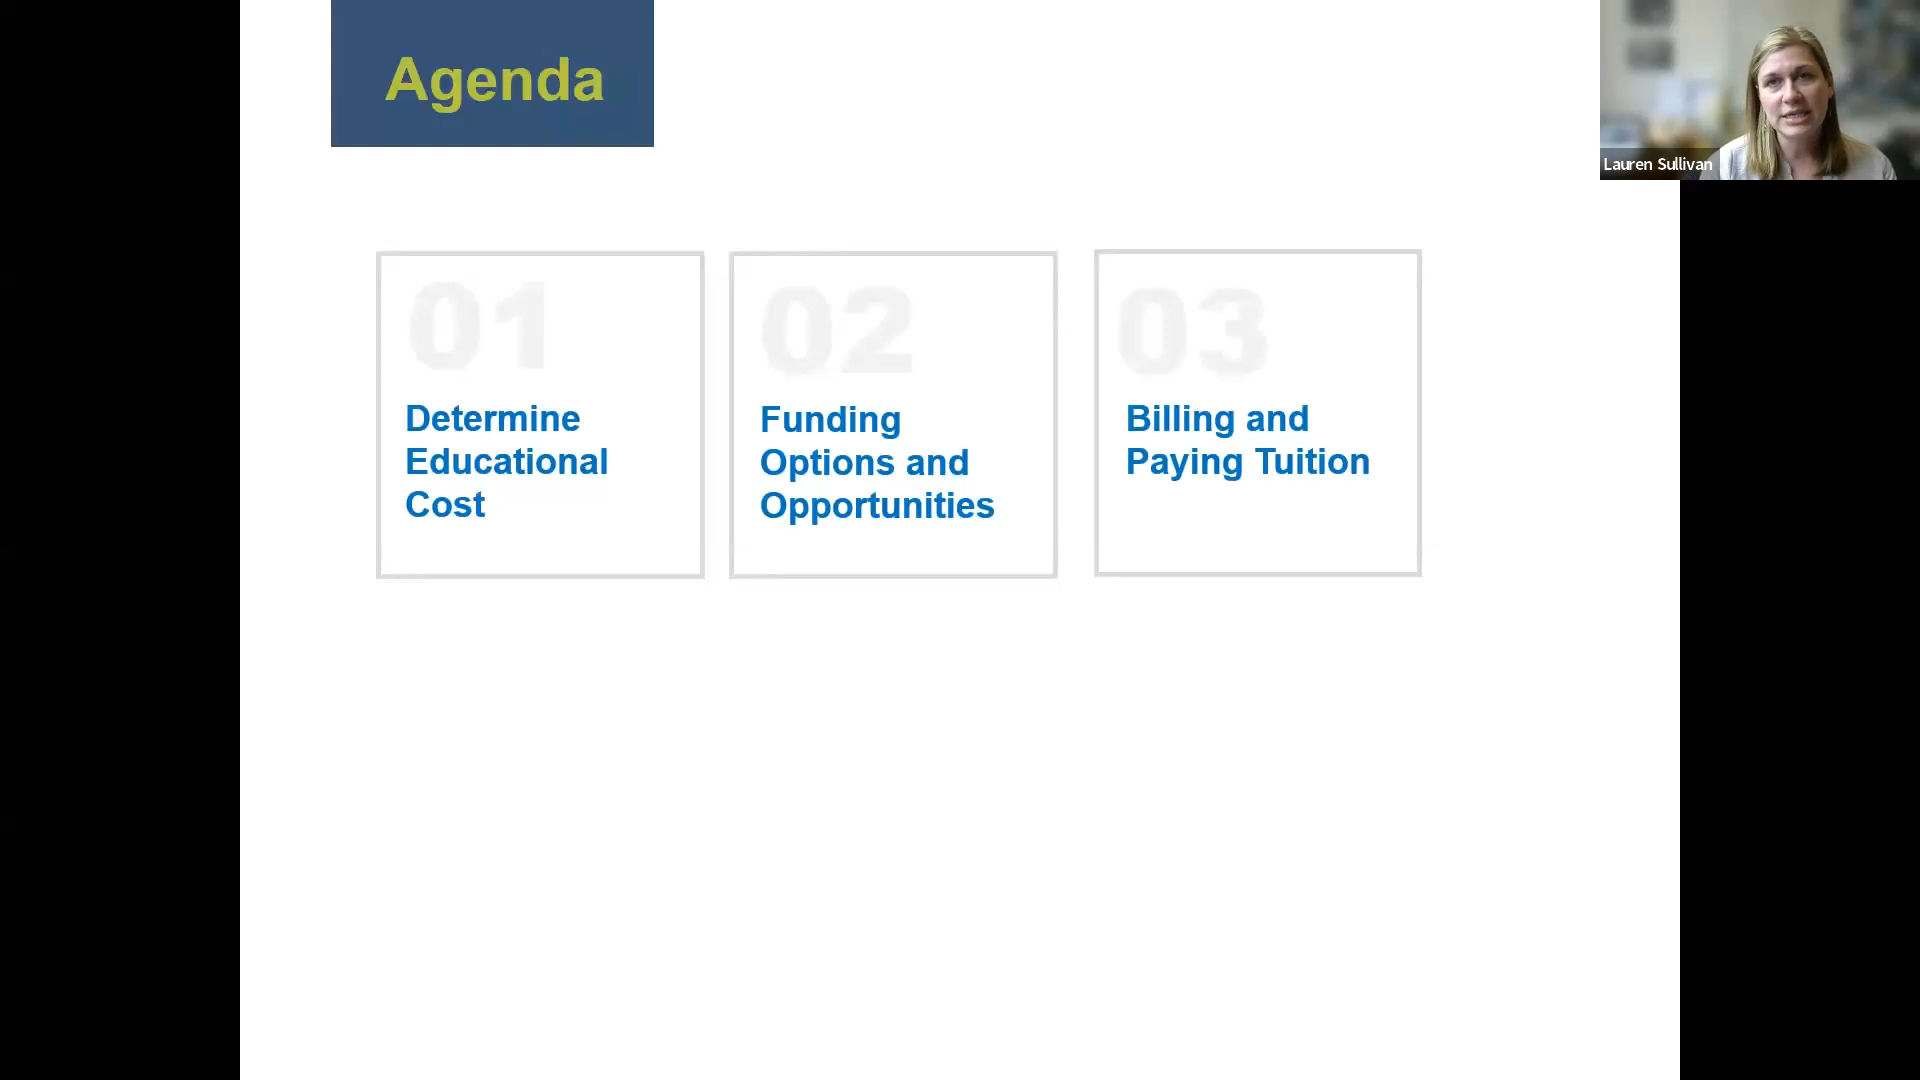 Agenda
Lauren Sullivan
01
Determine
Educational
Cost
02
Funding
Options and
Opportunities
03
Billing and
Paying Tuition